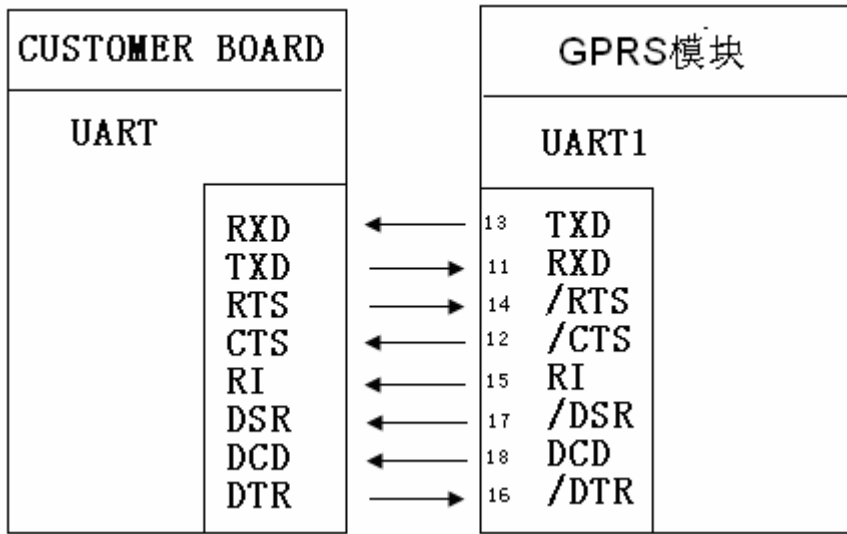 CUSTOMER BOARD
UART
RXD
TXD
RTS
CTS
RI
DSR
DCD
DTR
GPRS模块
UART1
13 TXD
11 RXD
14 /RTS
12 /CTS
15 RI
17 /DSR
18 DCD
16 /DTR